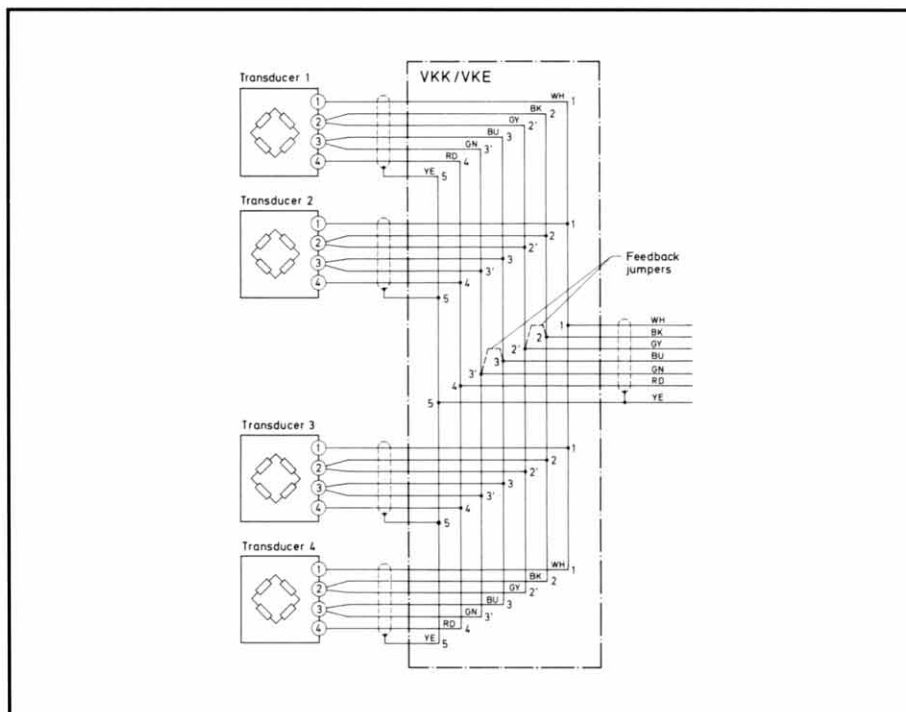 VKK/VKE
Transducer 1
1
2
3
4
WH 1
BK 2
GY 2'
BU 3
GN 3'
RD 4
YE 5
Transducer 2
1
2
3
4
1
2
2'
3
3'
4
5
Feedback
jumpers
1 WH
2 BK
2' GY
3 BU
3' GN
4 RD
5 YE
Transducer 3
1
2
3
4
1
2
2'
3
3'
4
5
Transducer 4
1
2
3
4
WH 1
BK 2
GY 2'
BU 3
GN 3'
RD 4
YE 5